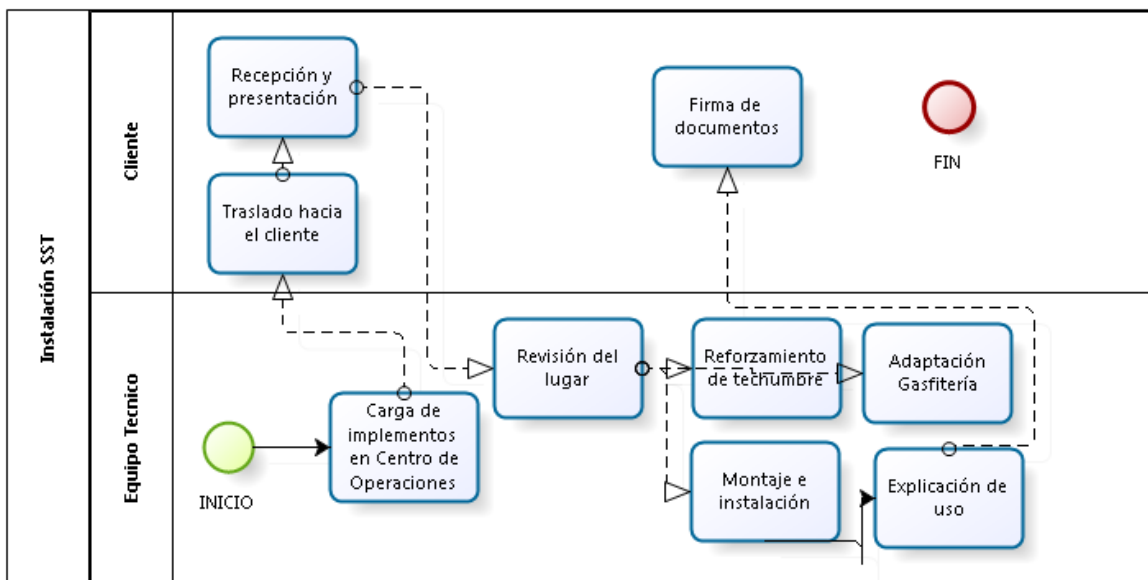 Instalación SST
Cliente
Recepción y
presentación
Traslado hacia
el cliente
Firma de
documentos
FIN
Equipo Tecnico
INICIO
Carga de
implementos
en Centro de
Operaciones
Revisión del
lugar
Reforzamiento
de techumbre
Adaptación
Gasfitería
Montaje e
instalación
Explicación de
uso